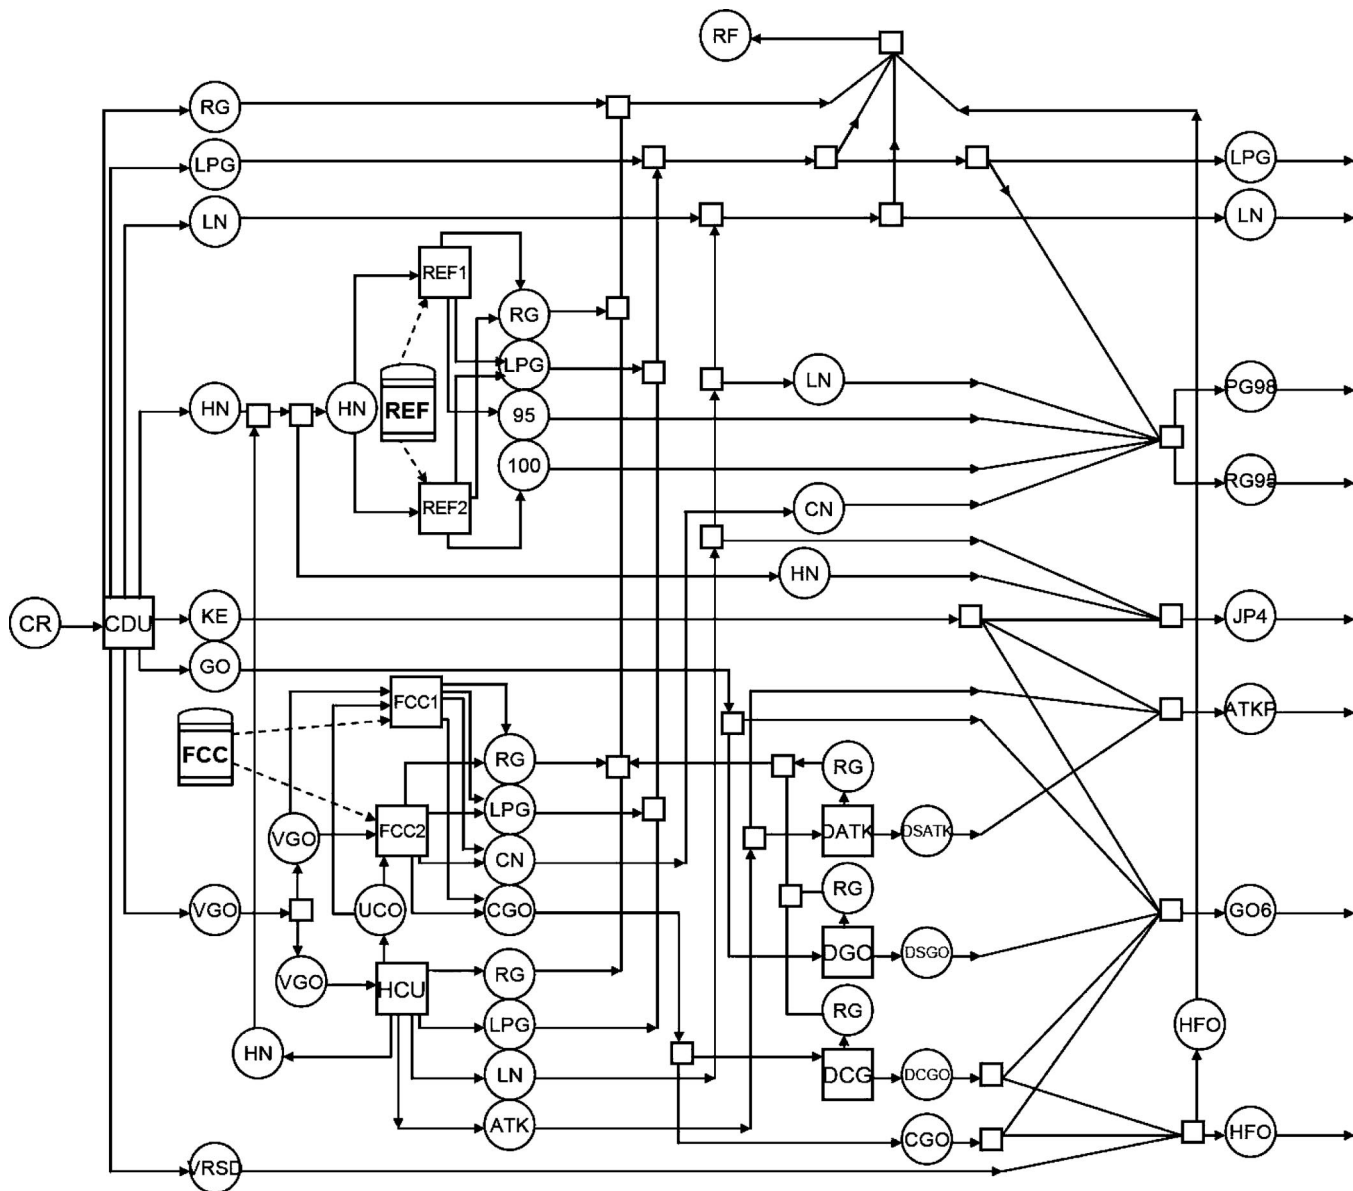 RF
RG
LPG
LPG
LN
LN
REF1
RG
LPG
LN
PG98
HN
HN
REF
95
100
RG95
REF2
CN
HN
CR
CDU
KE
JP4
GO
FCC1
ATKP
FCC
RG
RG
LPG
FCC2
VGO
DATK
DSATK
CN
RG
VGO
UCO
CGO
GO6
DGO
DSGO
VGO
HCU
RG
RG
LPG
HFO
HN
LN
DCG
DCGO
ATK
CGO
HFO
VRSD